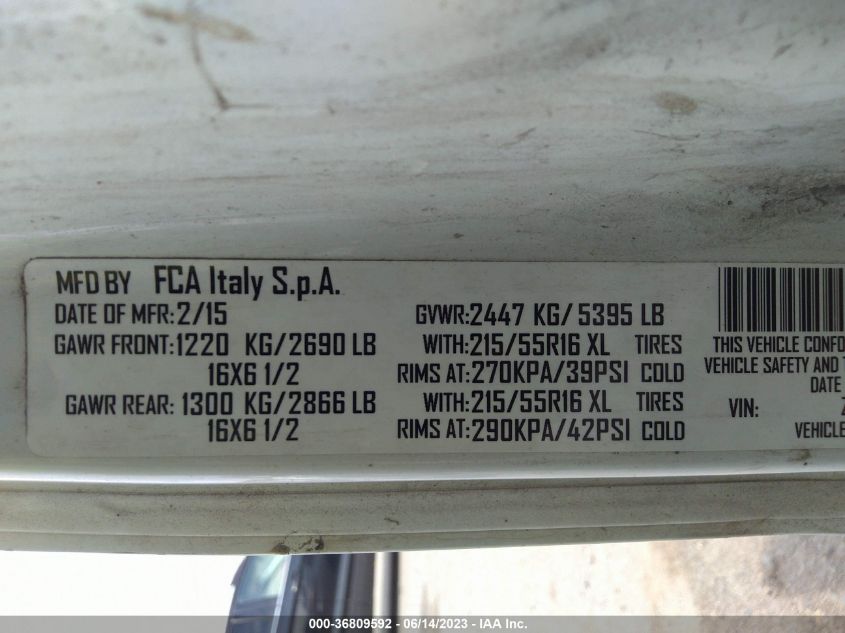 MFD BY FCA Italy S.p.A.
DATE OF MFR: 2/15 GVWR: 2447 KG/ 5395 LB
GAWR FRONT: 1220 KG/2690 LB WITH: 215/55R16 XL TIRES THIS VEHICLE CONFO
16X6 1/2 RIMS AT: 270KPA/39PSI COLD VEHICLE SAFETY AND T
DATE
GAWR REAR: 1300 KG/2866 LB WITH: 215/55R16 XL TIRES VIN: Z
16X6 1/2 RIMS AT: 290KPA/42PSI COLD VEHICLE
000-36809592 - 06/14/2023 - IAA Inc.